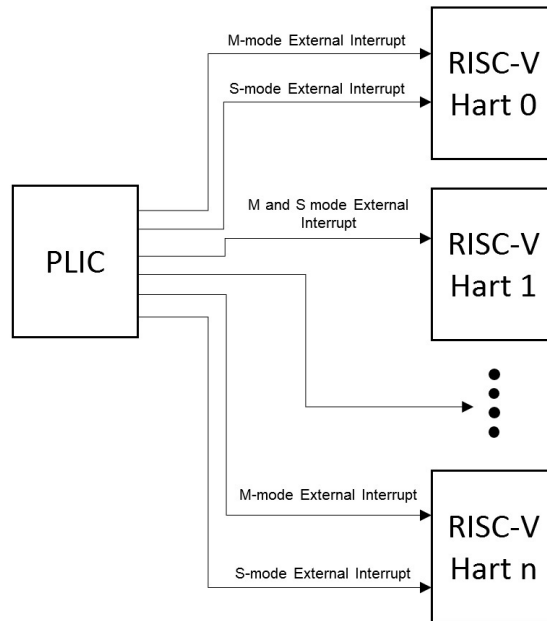 M-mode External Interrupt
RISC-V
Hart 0
S-mode External Interrupt
M and S mode External
Interrupt
PLIC
RISC-V
Hart 1
M-mode External Interrupt
RISC-V
Hart n
S-mode External Interrupt